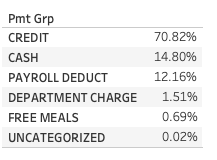 Pmt Grp
CREDIT 70.82%
CASH 14.80%
PAYROLL DEDUCT 12.16%
DEPARTMENT CHARGE 1.51%
FREE MEALS 0.69%
UNCATEGORIZED 0.02%